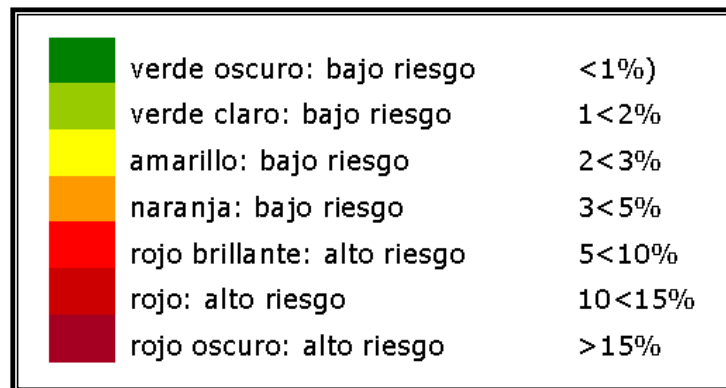 verde oscuro: bajo riesgo <1%)
verde claro: bajo riesgo 1<2%
amarillo: bajo riesgo 2<3%
naranja: bajo riesgo 3<5%
rojo brillante: alto riesgo 5<10%
rojo: alto riesgo 10<15%
rojo oscuro: alto riesgo >15%